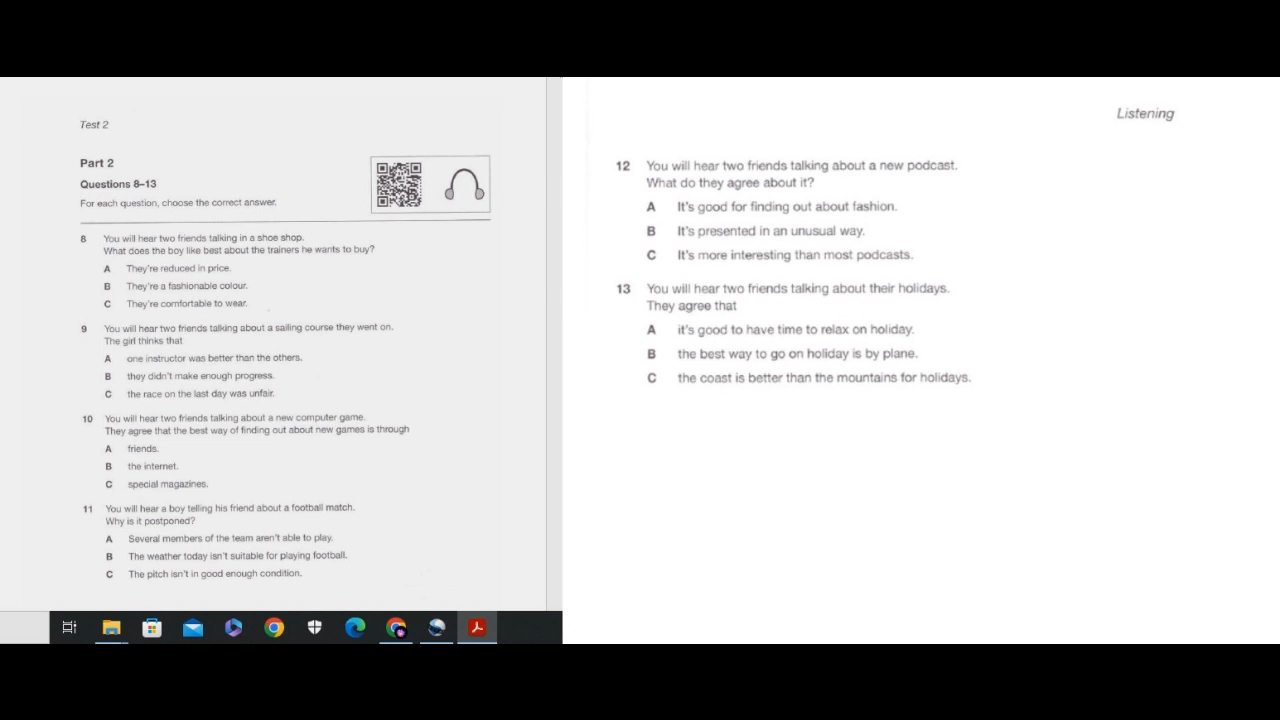 Test 2
Part 2
Questions 8–13
For each question, choose the correct answer.
8 You will hear two friends talking in a shoe shop.
What does the boy like best about the trainers he wants to buy?
A They're reduced in price.
B They're a fashionable colour.
C They're comfortable to wear.
9 You will hear two friends talking about a sailing course they went on.
The girl thinks that
A one instructor was better than the others.
B they didn't make enough progress.
C the race on the last day was unfair.
10 You will hear two friends talking about a new computer game.
They agree that the best way of finding out about new games is through
A friends.
B the internet.
C special magazines.
11 You will hear a boy telling his friend about a football match.
Why is it postponed?
A Several members of the team aren't able to play.
B The weather today isn't suitable for playing football.
C The pitch isn't in good enough condition.
Listening
12 You will hear two friends talking about a new podcast.
What do they agree about it?
A It's good for finding out about fashion.
B It's presented in an unusual way.
C It's more interesting than most podcasts.
13 You will hear two friends talking about their holidays.
They agree that
A it's good to have time to relax on holiday.
B the best way to go on holiday is by plane.
C the coast is better than the mountains for holidays.